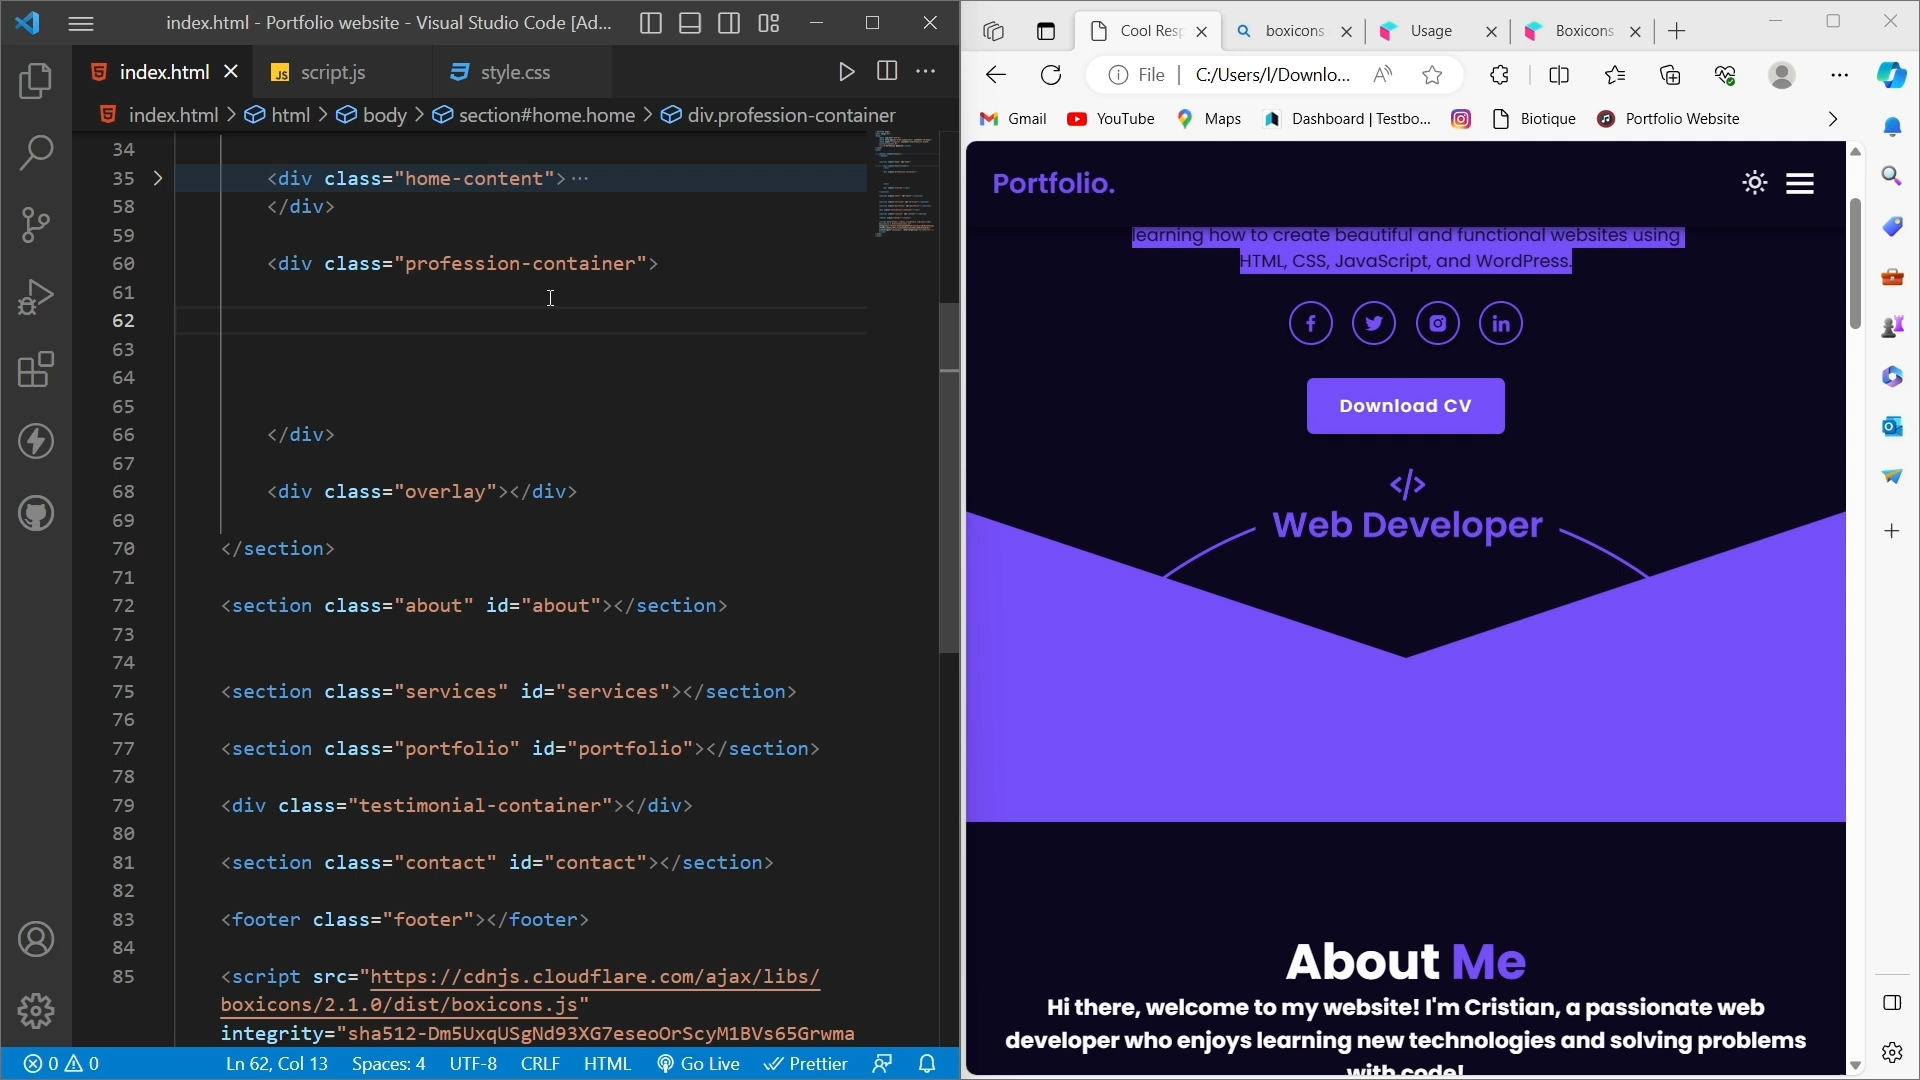 index.html - Portfolio website - Visual Studio Code [Ad...
index.html
script.js
style.css
index.html > html > body > section#home.home > div.profession-container
34
35 <div class="home-content"> ...
58 </div>
59
60 <div class="profession-container">
61
62
63
64
65
66 </div>
67
68 <div class="overlay"></div>
69
70 </section>
71
72 <section class="about" id="about"></section>
73
74
75 <section class="services" id="services"></section>
76
77 <section class="portfolio" id="portfolio"></section>
78
79 <div class="testimonial-container"></div>
80
81 <section class="contact" id="contact"></section>
82
83 <footer class="footer"></footer>
84
85 <script src="https://cdnjs.cloudflare.com/ajax/libs/
boxicons/2.1.0/dist/boxicons.js"
integrity="sha512-Dm5UxqUSgNd93XG7eseoOrScyM1BVs65Grwma
0 0 Ln 62, Col 13 Spaces: 4 UTF-8 CRLF HTML Go Live Prettier
Cool Resp
boxicons
Usage
Boxicons
File C:/Users/l/Downlo...
Gmail YouTube Maps Dashboard | Testbo... Biotique Portfolio Website
Portfolio.
learning how to create beautiful and functional websites using
HTML, CSS, JavaScript, and WordPress.
Download CV
</>
Web Developer
About Me
Hi there, welcome to my website! I'm Cristian, a passionate web
developer who enjoys learning new technologies and solving problems
with code!